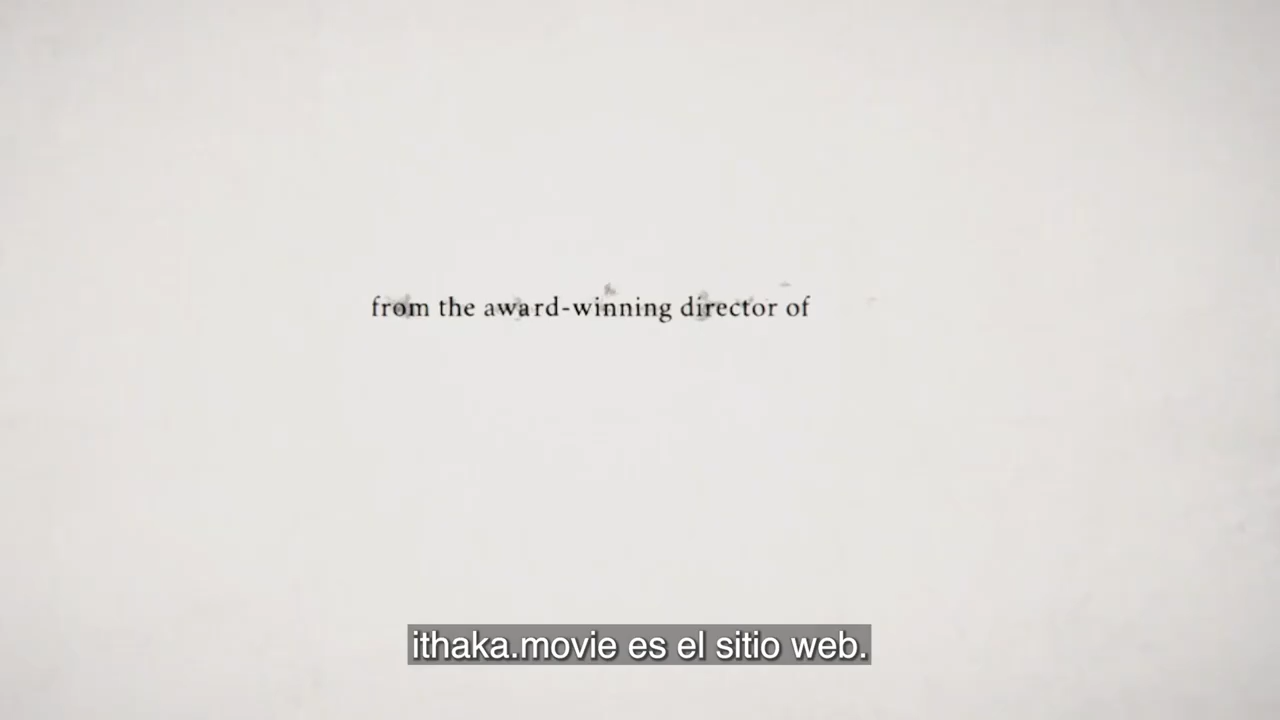 from the award-winning director of
ithaka.movie es el sitio web.